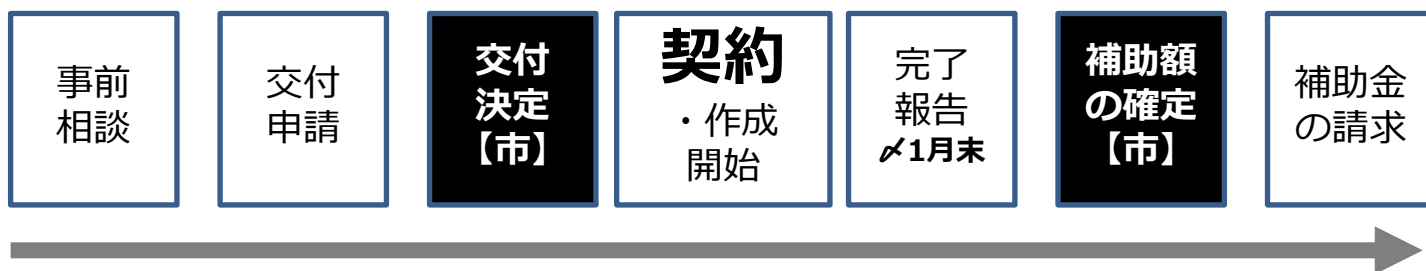 事前
相談
交付
申請
交付
決定
【市】
契約
・作成
開始
完了
報告
〆1月末
補助額
の確定
【市】
補助金
の請求